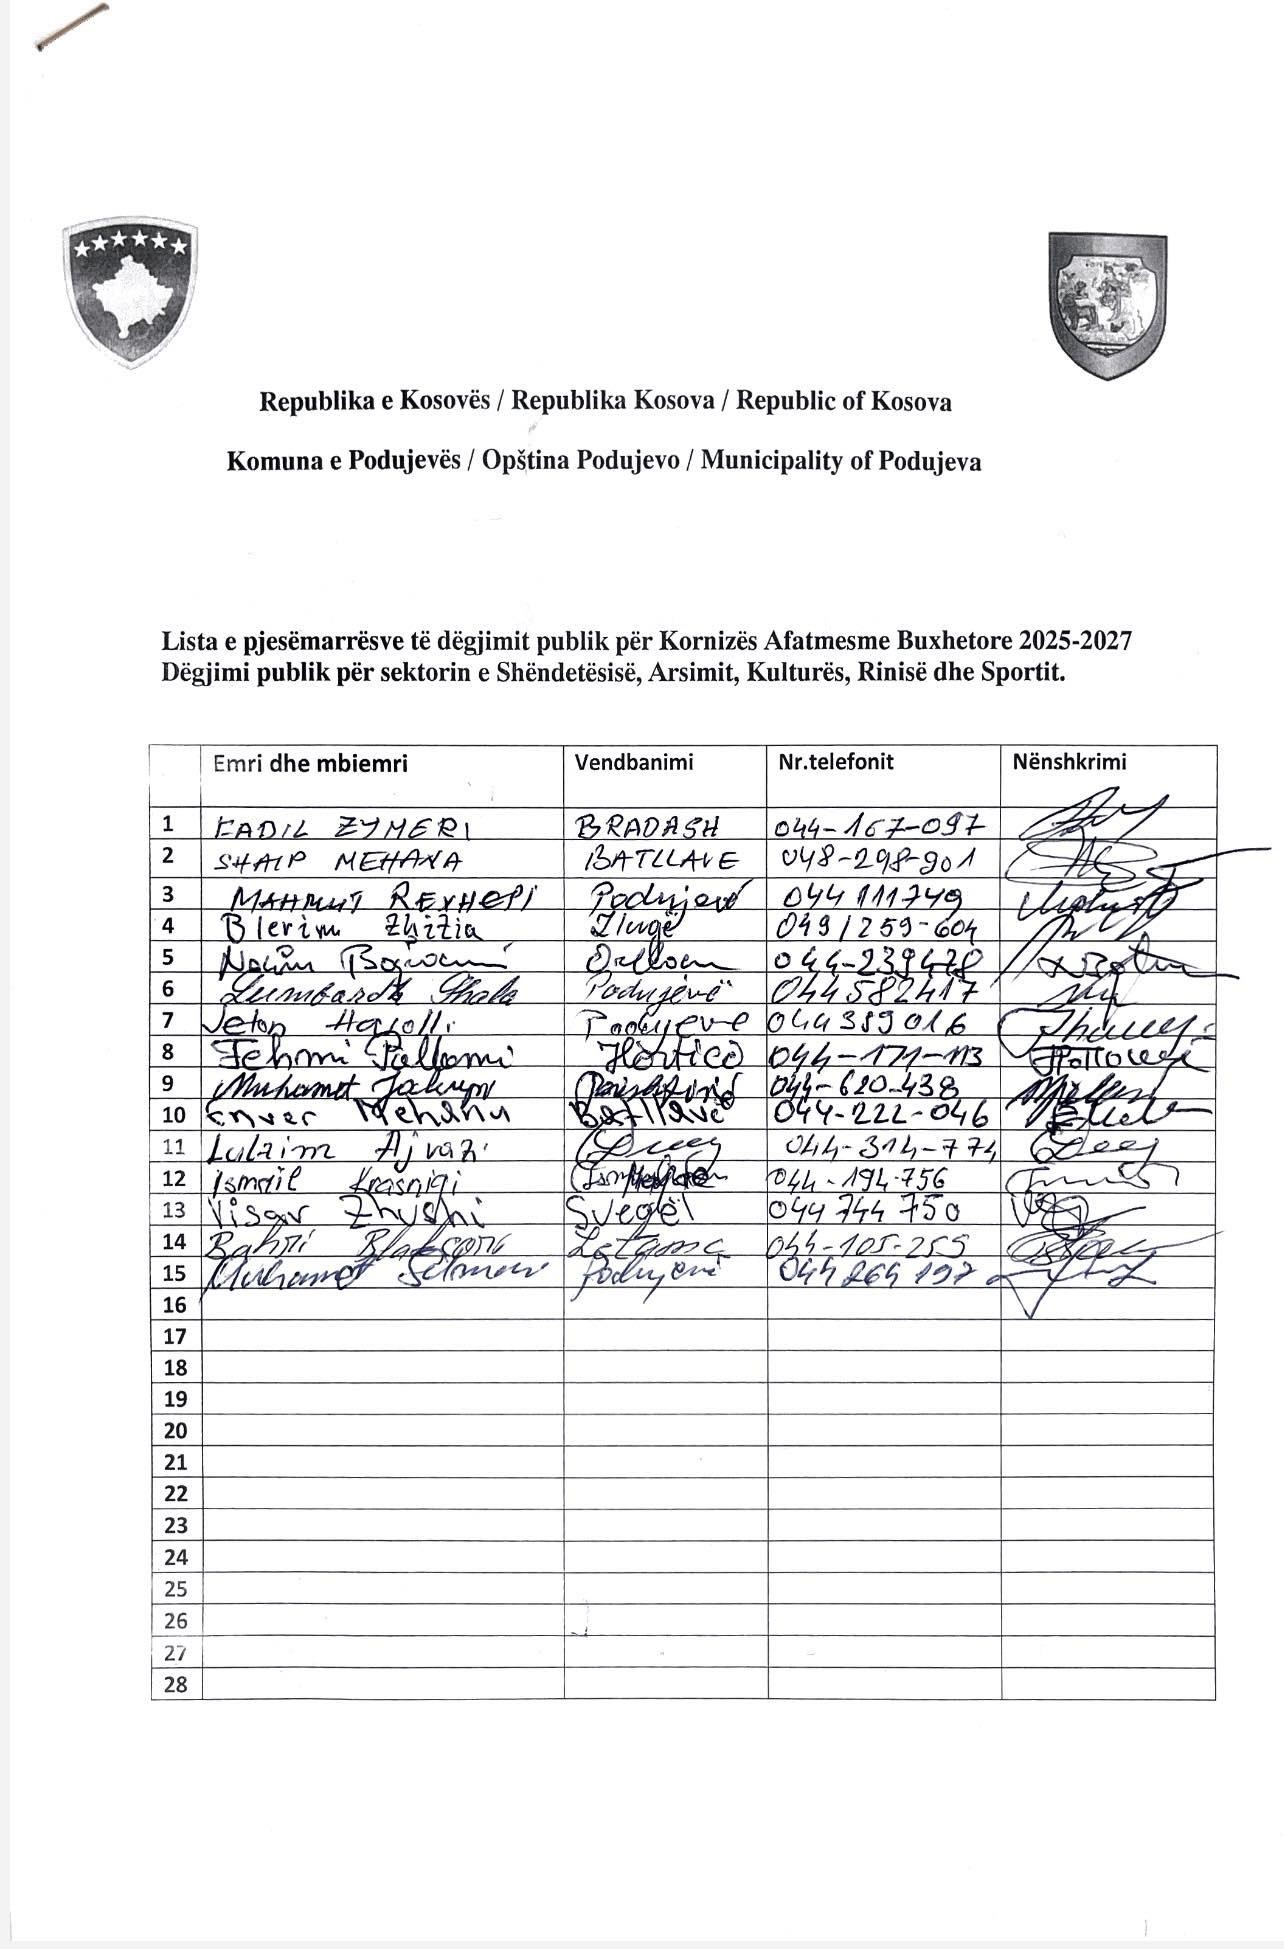 Republika e Kosovës / Republika Kosova / Republic of Kosova
Komuna e Podujevës / Opština Podujevo / Municipality of Podujeva
Lista e pjesëmarrësve të dëgjimit publik për Kornizës Afatmesme Buxhetore 2025-2027
Dëgjimi publik për sektorin e Shëndetësisë, Arsimit, Kulturës, Rinisë dhe Sportit.
Emri dhe mbiemri Vendbanimi Nr.telefonit Nënshkrimi
1 FADIL ZYMERI BRADASH 044-167-097
2 SHAIP MEHANA BATLLAVE 048-298-901
3 MAHMUT REXHEPI Podujevë 044 111749
4 Blerim Zhitia Llugë 049/259-604
5 044-239478
6 Lumbardh Shala Podujevë 044582417
7 Jeton Podujeve 044389016
8 Fehmi 044-171-113
9 Muhamet 044-620-438
10 Enver Mehana Batllavë 044-222-046
11 Lulzim Ajvazi 044-314-774
12 Ismail Krasniqi 044-194-756
13 Visar Zhushi Svegël 044 744 750
14 Bahri 044-105-255
15 Muhamet Podujevë 044 264 197
16
17
18
19
20
21
22
23
24
25
26
27
28